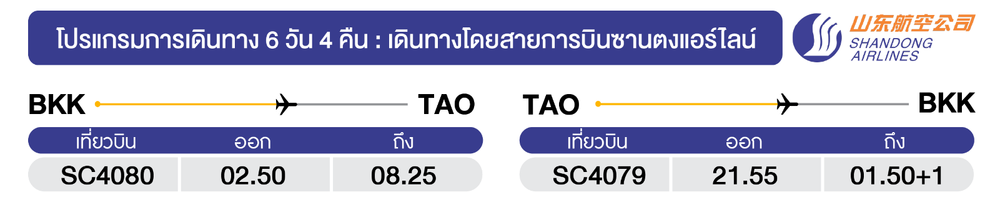 โปรแกรมการเดินทาง 6 วัน 4 คืน : เดินทางโดยสายการบินซานตงแอร์ไลน์
山东航空公司
SHANDONG
AIRLINES
BKK TAO
เที่ยวบิน ออก ถึง
SC4080 02.50 08.25
TAO BKK
เที่ยวบิน ออก ถึง
SC4079 21.55 01.50+1